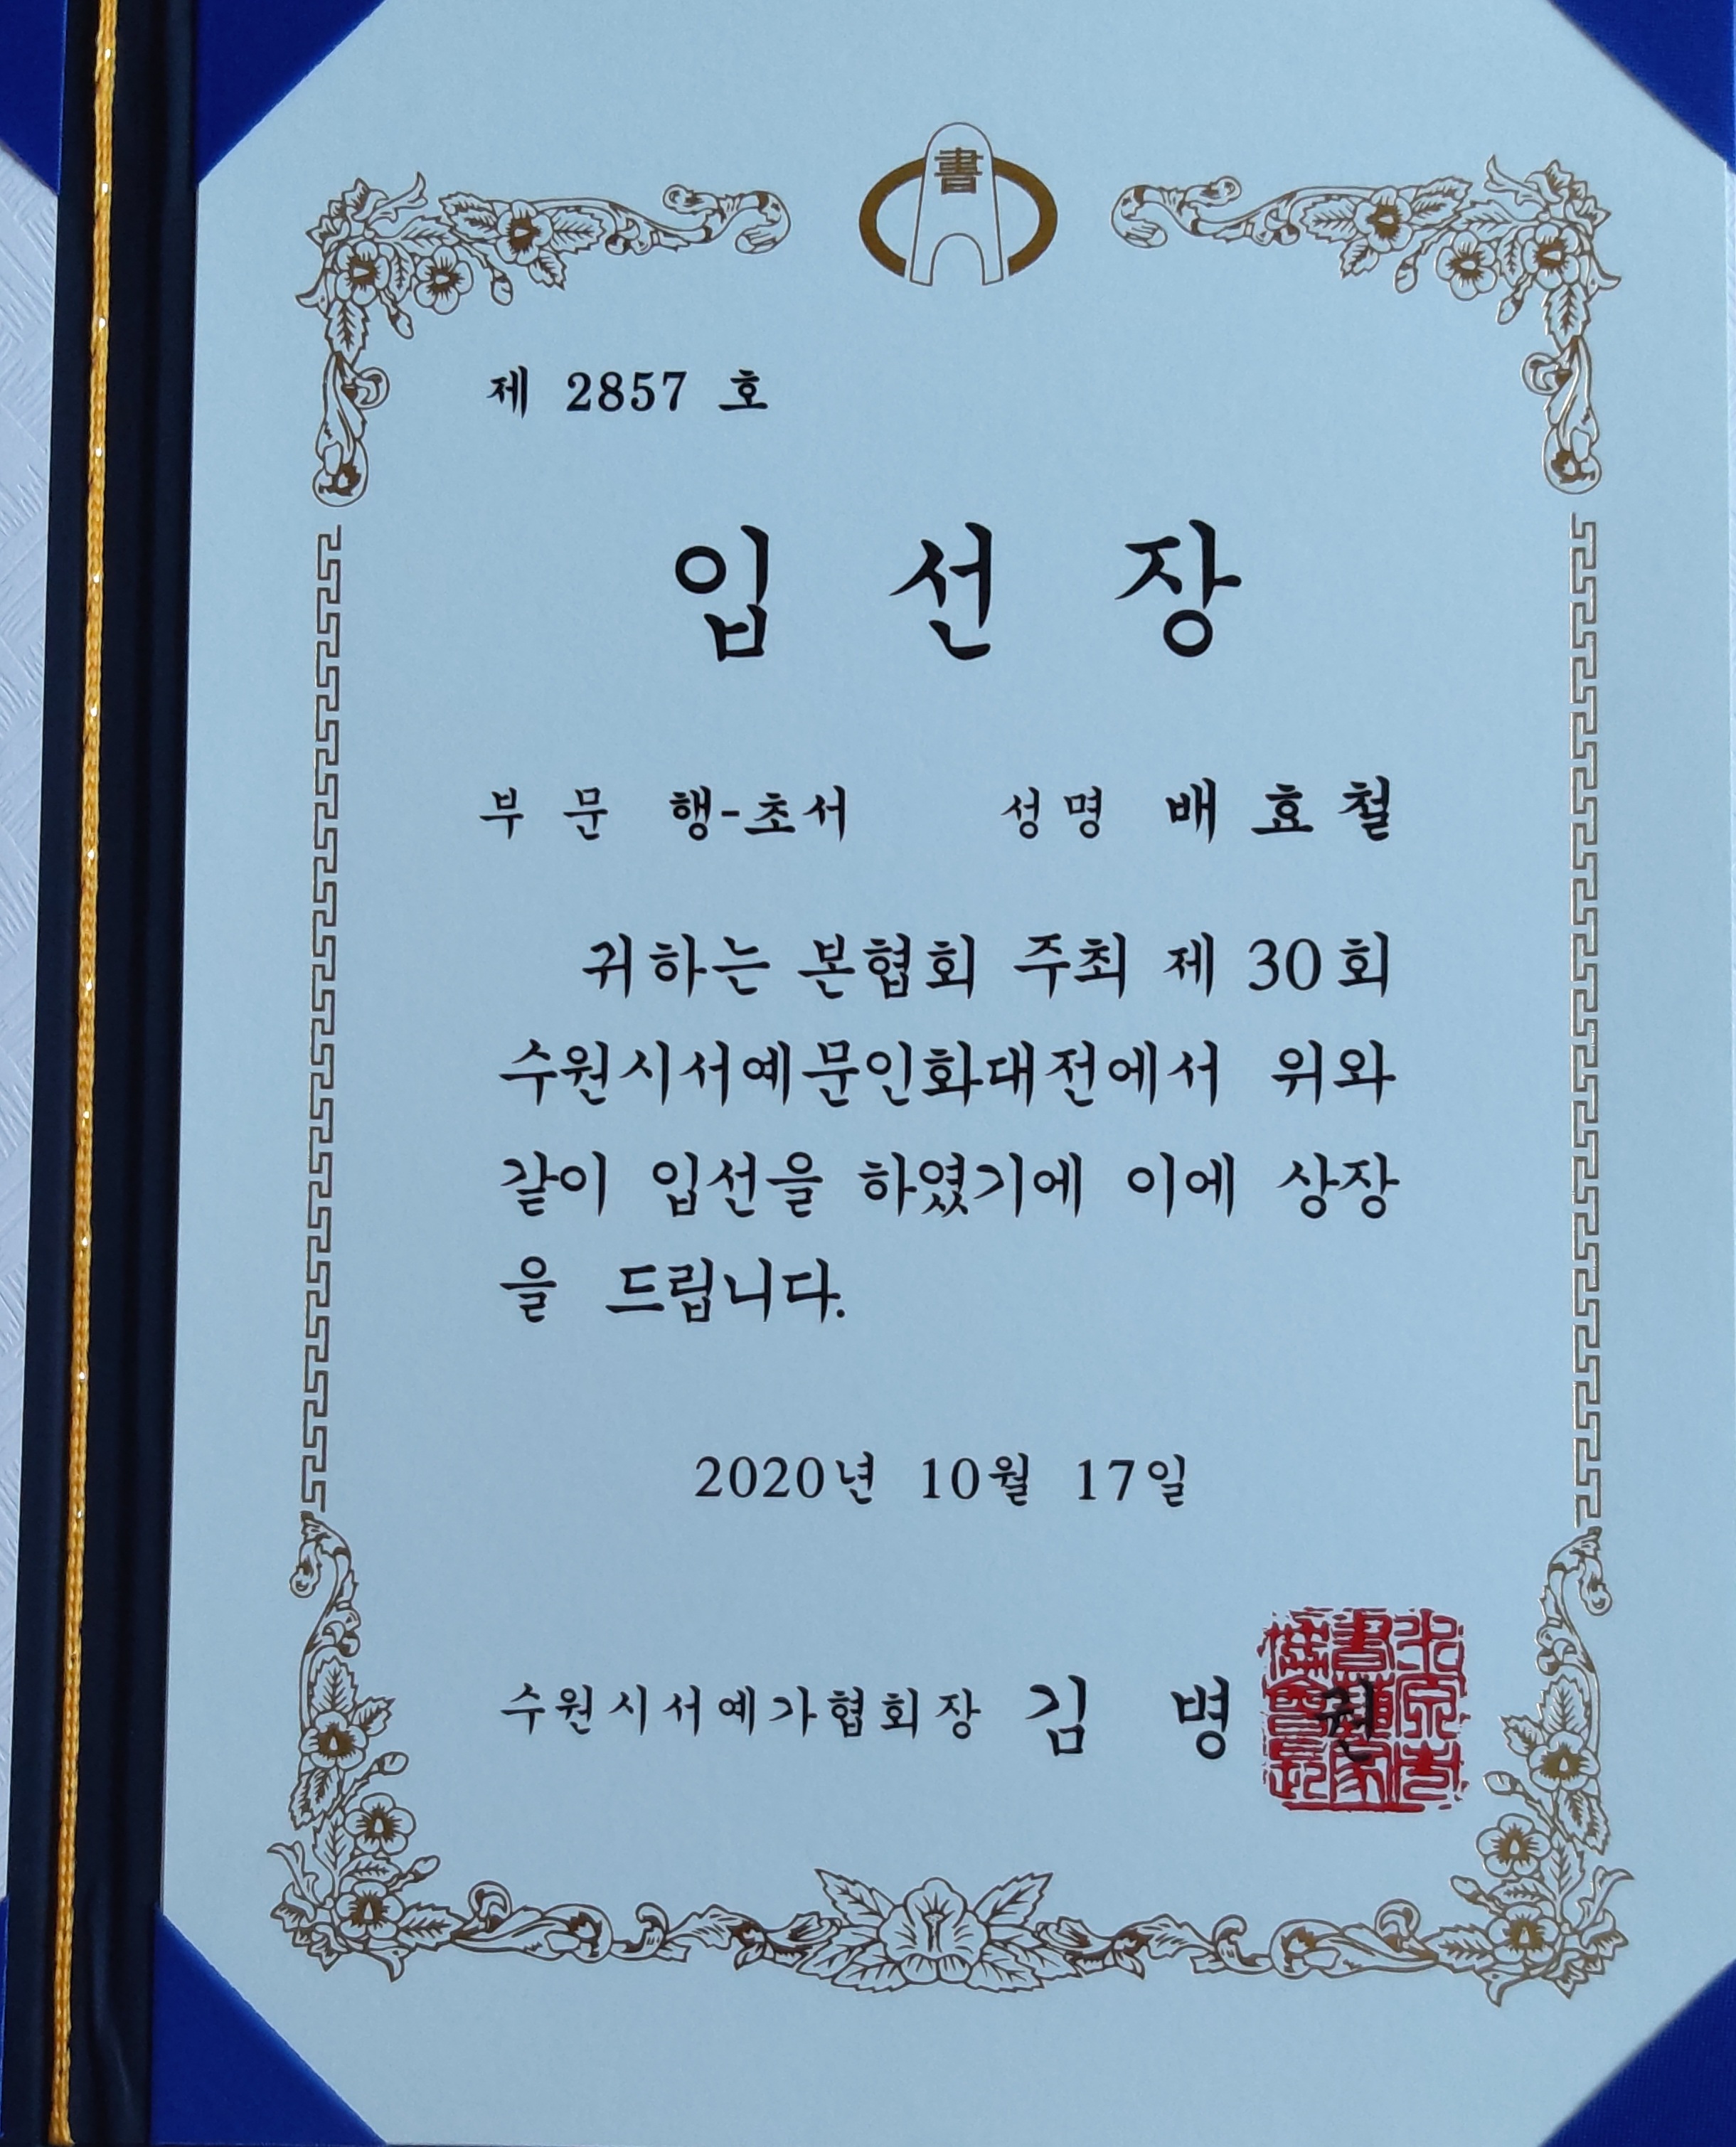 書
제 2857 호
입 선 장
부 문 행-초서 성명 배 효 철
귀하는 본협회 주최 제 30회
수원시서예문인화대전에서 위와
같이 입선을 하였기에 이에 상장
을 드립니다.
2020년 10월 17일
수원시서예가협회장 김 병 권